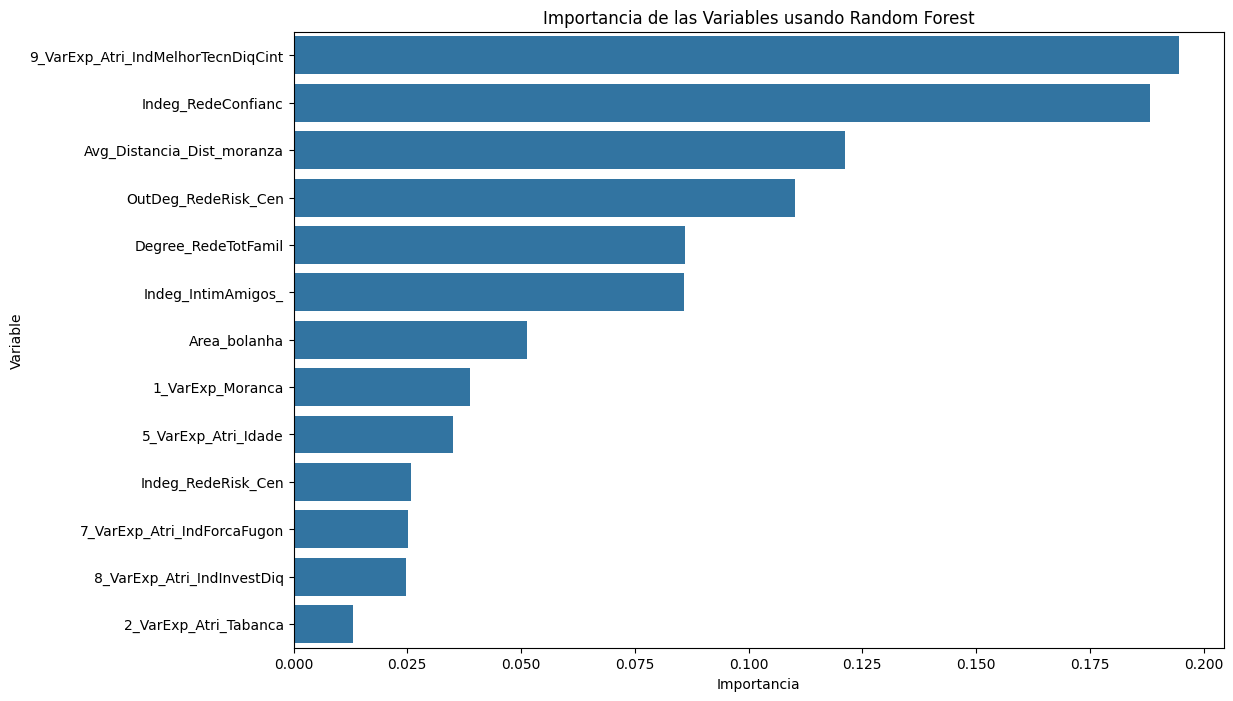 Importancia de las Variables usando Random Forest
9_VarExp_Atri_IndMelhorTecnDiqCint
Indeg_RedeConfianc
Avg_Distancia_Dist_moranza
OutDeg_RedeRisk_Cen
Degree_RedeTotFamil
Indeg_IntimAmigos_
Area_bolanha
1_VarExp_Moranca
5_VarExp_Atri_Idade
Indeg_RedeRisk_Cen
7_VarExp_Atri_IndForcaFugon
8_VarExp_Atri_IndInvestDiq
2_VarExp_Atri_Tabanca
Variable
0.000 0.025 0.050 0.075 0.100 0.125 0.150 0.175 0.200
Importancia